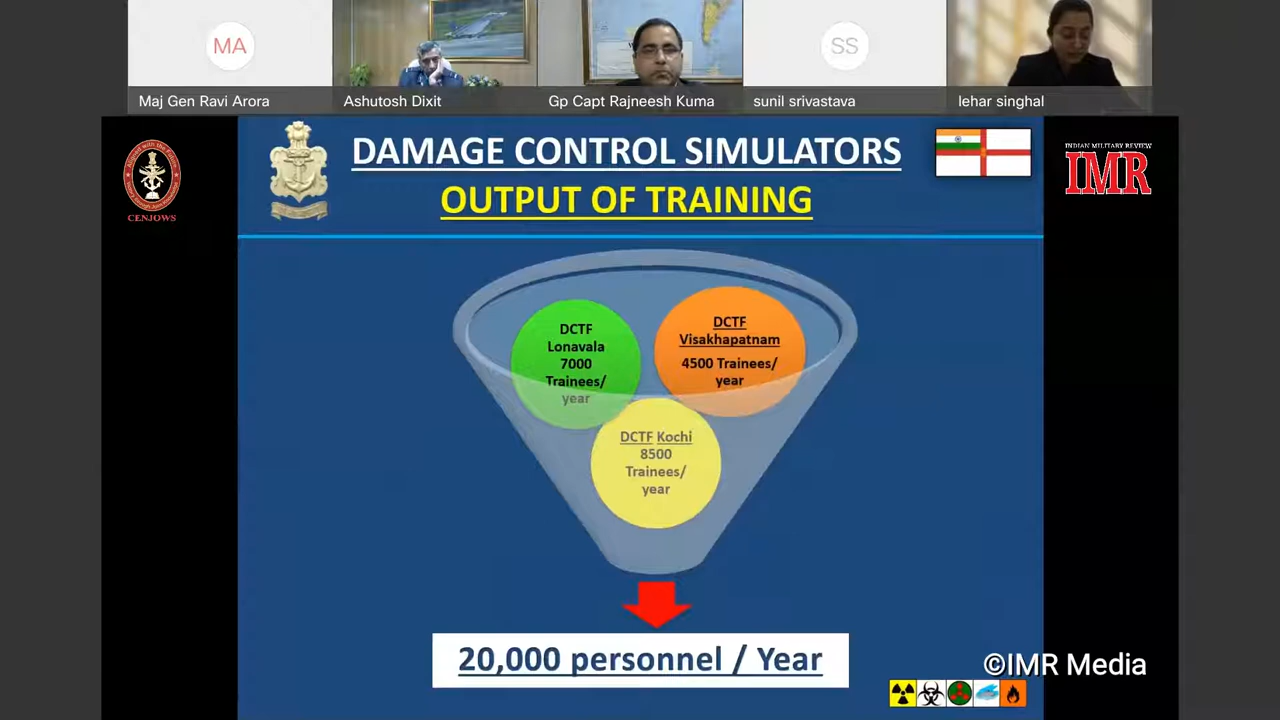 MA
SS
Maj Gen Ravi Arora
Ashutosh Dixit
Gp Capt Rajneesh Kuma
sunil srivastava
lehar singhal
CENJOWS
DAMAGE CONTROL SIMULATORS
OUTPUT OF TRAINING
INDIAN MILITARY REVIEW
IMR
DCTF
Lonavala
7000
Trainees/
year
DCTF
Visakhapatnam
4500 Trainees/
year
DCTF Kochi
8500
Trainees/
year
20,000 personnel / Year
©IMR Media